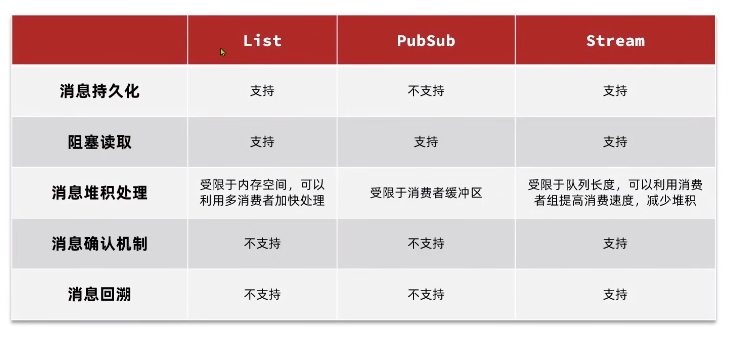 List PubSub Stream
消息持久化 支持 不支持 支持
阻塞读取 支持 支持 支持
消息堆积处理 受限于内存空间，可以 受限于消费者缓冲区 受限于队列长度，可以利用消费
利用多消费者加快处理 者组提高消费速度，减少堆积
消息确认机制 不支持 不支持 支持
消息回溯 不支持 不支持 支持